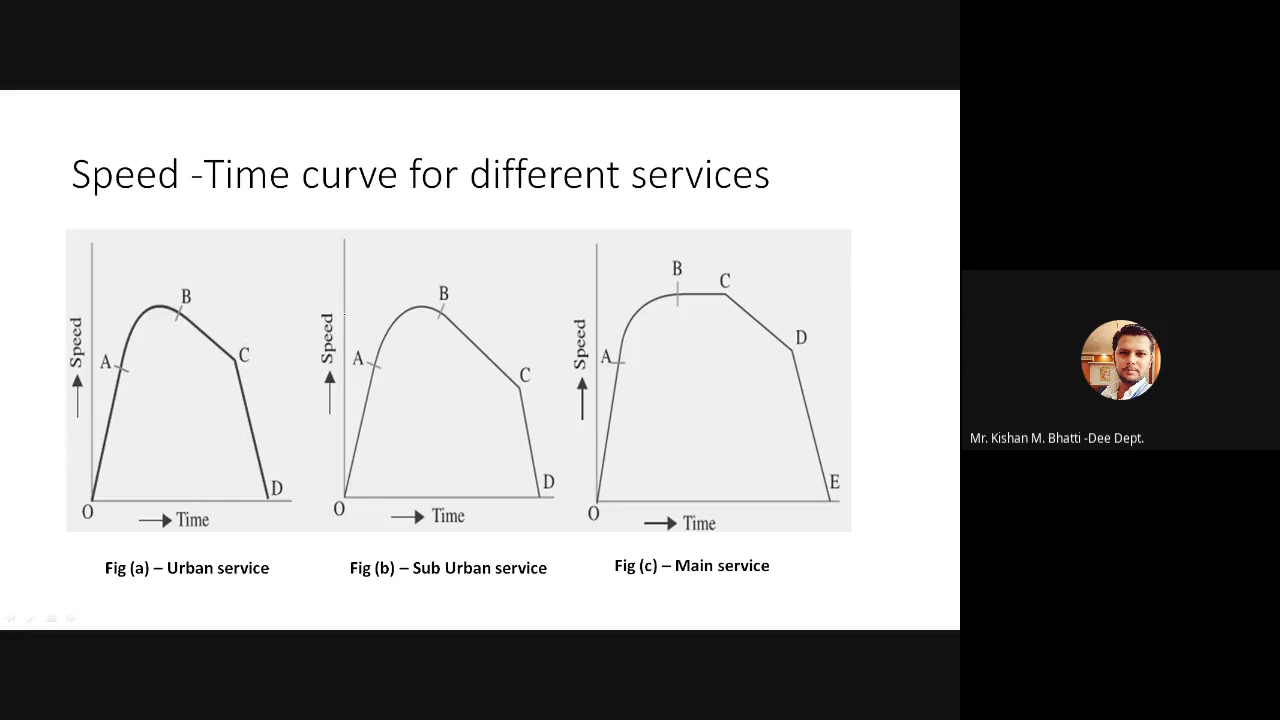 Speed -Time curve for different services
Speed
A
B
C
D
O
Time
Speed
A
B
C
D
O
Time
Speed
A
B
C
D
E
O
Time
Fig (a) – Urban service
Fig (b) – Sub Urban service
Fig (c) – Main service
Mr. Kishan M. Bhatti -Dee Dept.